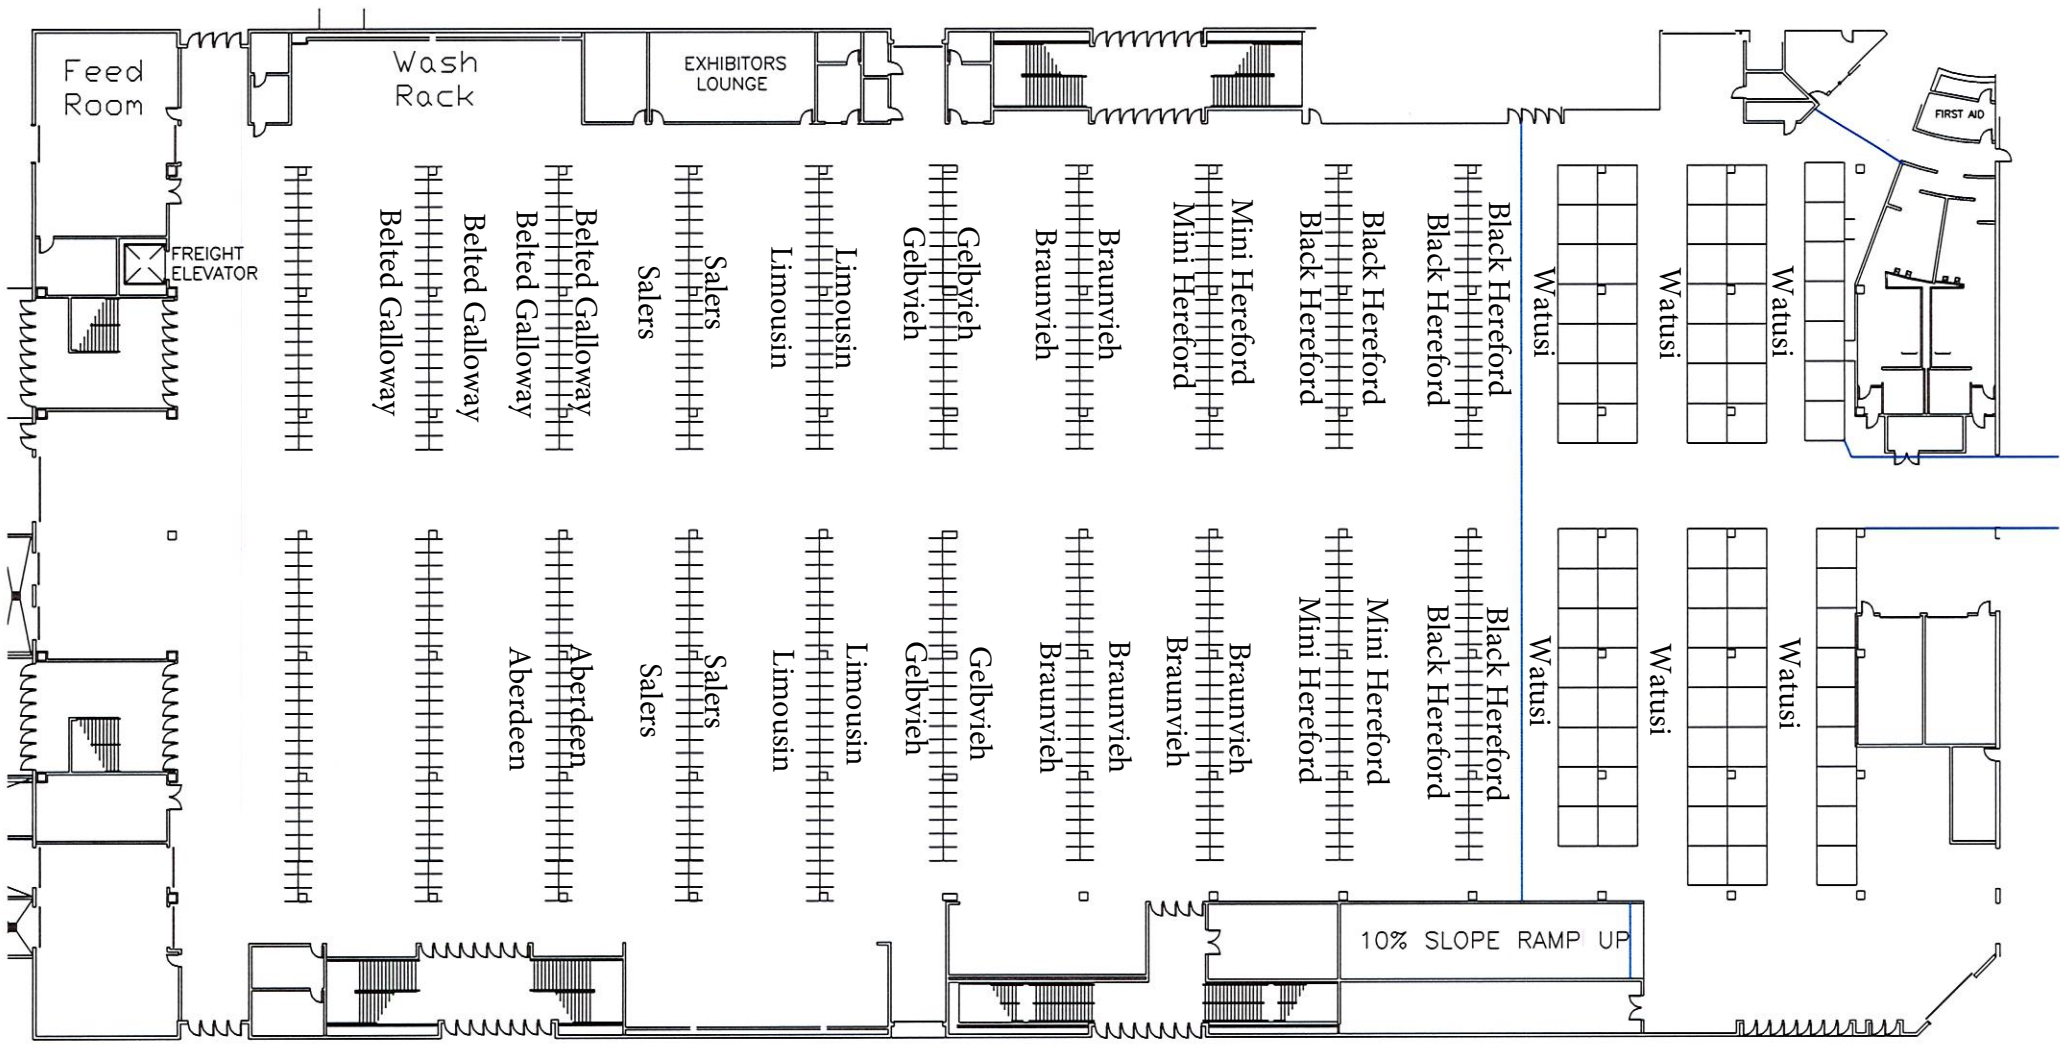 Feed
Room
Wash
Rack
EXHIBITORS
LOUNGE
FIRST AID
FREIGHT
ELEVATOR
Belted Galloway
Belted Galloway
Belted Galloway
Belted Galloway
Salers
Salers
Limousin
Limousin
Gelbvieh
Gelbvieh
Braunvieh
Braunvieh
Mini Hereford
Mini Hereford
Black Hereford
Black Hereford
Black Hereford
Black Hereford
Watusi
Watusi
Watusi
Aberdeen
Aberdeen
Salers
Salers
Limousin
Limousin
Gelbvieh
Gelbvieh
Braunvieh
Braunvieh
Braunvieh
Braunvieh
Mini Hereford
Mini Hereford
Black Hereford
Black Hereford
Watusi
Watusi
Watusi
10% SLOPE RAMP UP